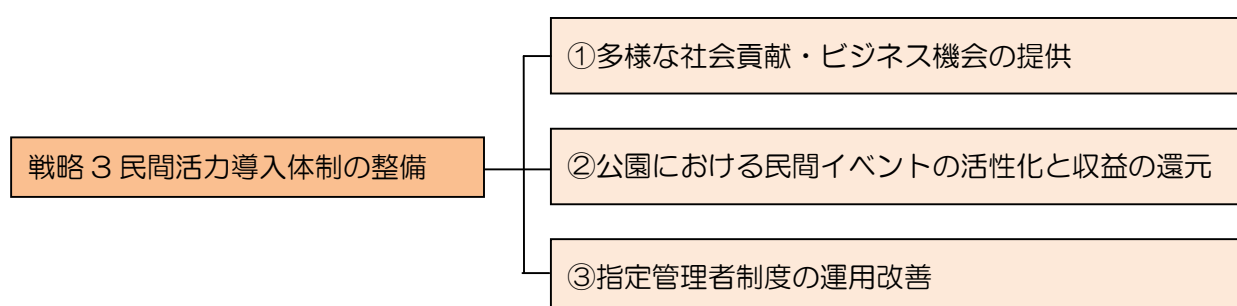 戦略３民間活力導入体制の整備
①多様な社会貢献・ビジネス機会の提供
②公園における民間イベントの活性化と収益の還元
③指定管理者制度の運用改善